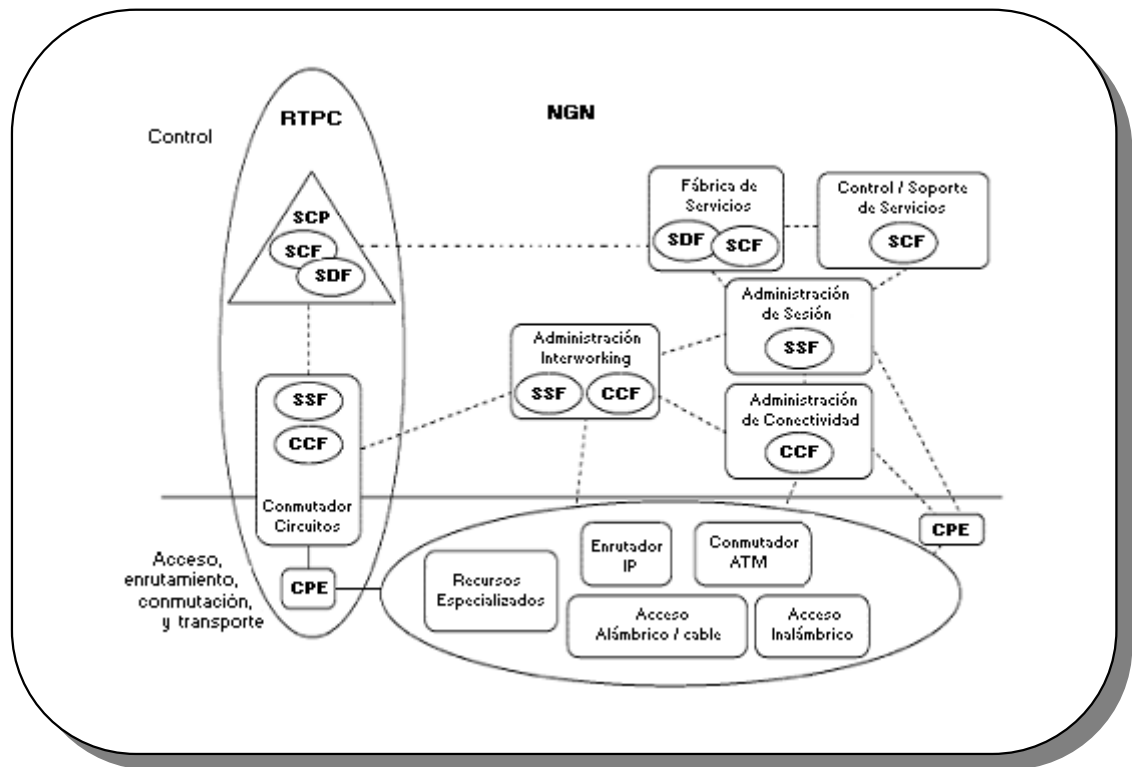 RTPC
NGN
Control
SCP
SCF
SDF
Fábrica de
Servicios
SDF
SCF
Control / Soporte
de Servicios
SCF
Administración
de Sesión
SSF
Administración
Interworking
SSF
CCF
Administración
de Conectividad
CCF
SSF
CCF
Conmutador
Circuitos
CPE
Acceso,
enrutamiento,
conmutación,
y transporte
CPE
Recursos
Especializados
Enrutador
IP
Conmutador
ATM
Acceso
Alámbrico / cable
Acceso
Inalámbrico